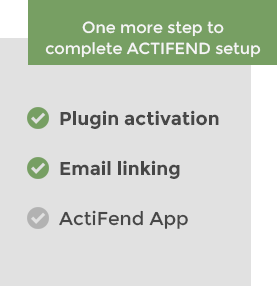 One more step to
complete ACTIFEND setup
Plugin activation
Email linking
ActiFend App